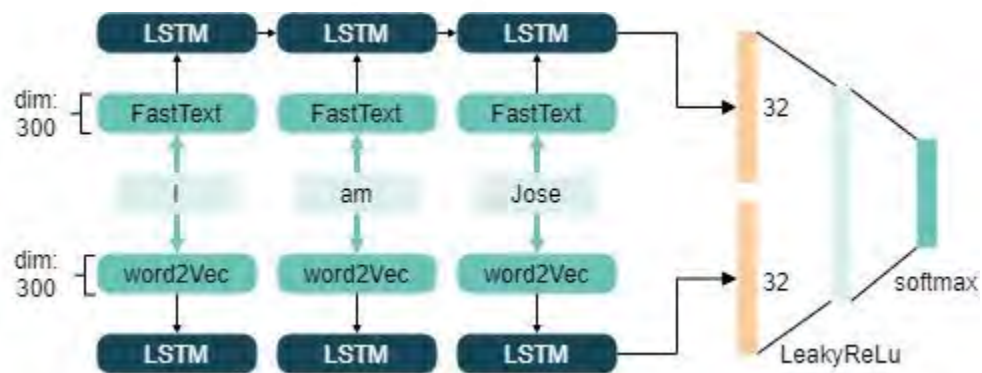 LSTM LSTM LSTM
dim:
300
FastText FastText FastText
32
I am Jose
dim:
300
word2Vec word2Vec word2Vec
32
softmax
LSTM LSTM LSTM
LeakyReLu